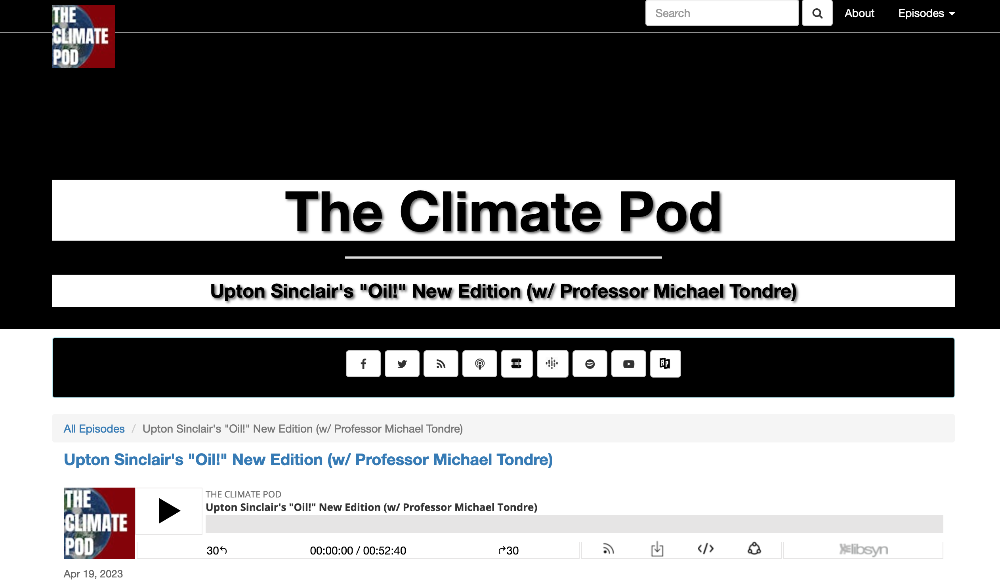 THE
CLIMATE
POD
Search
About
Episodes
The Climate Pod
Upton Sinclair's "Oil!" New Edition (w/ Professor Michael Tondre)
RP
All Episodes / Upton Sinclair's "Oil!" New Edition (w/ Professor Michael Tondre)
Upton Sinclair's "Oil!" New Edition (w/ Professor Michael Tondre)
THE
CLIMATE
POD
THE CLIMATE POD
Upton Sinclair's "Oil!" New Edition (w/ Professor Michael Tondre)
30 00:00:00 / 00:52:40 30 </> libsyn
Apr 19, 2023